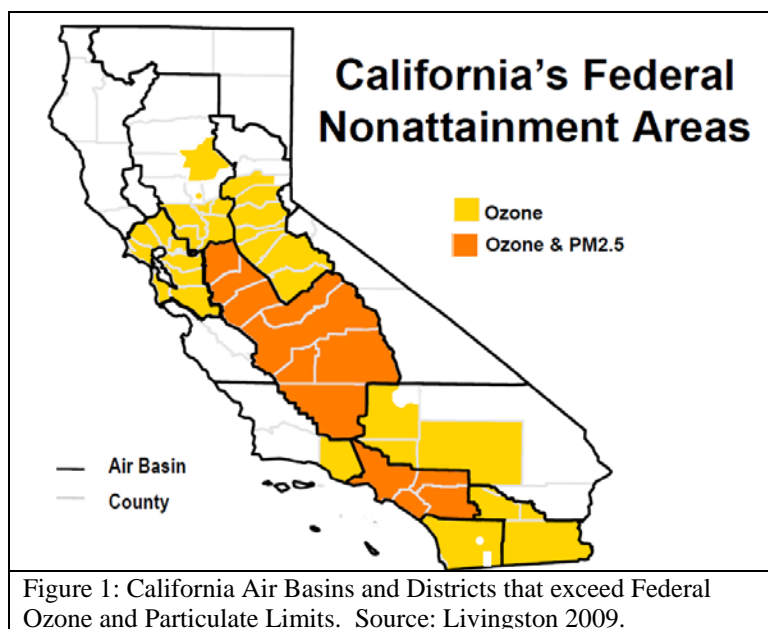 California's Federal
Nonattainment Areas
Ozone
Ozone & PM2.5
Air Basin
County
Figure 1: California Air Basins and Districts that exceed Federal
Ozone and Particulate Limits.  Source: Livingston 2009.